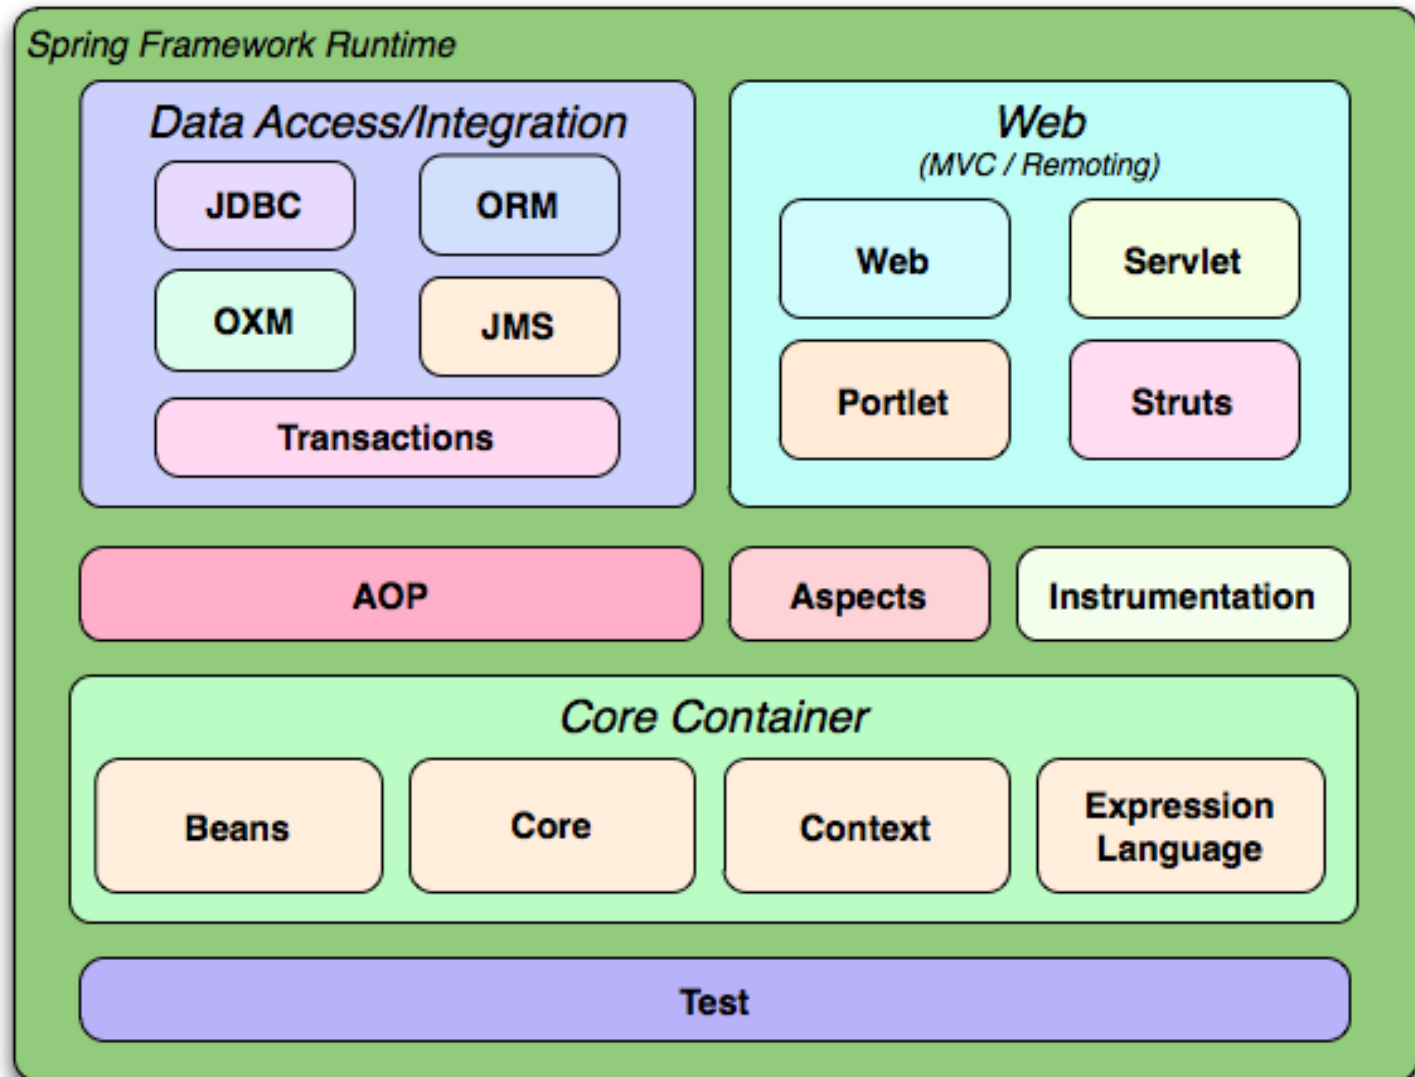 Spring Framework Runtime
Data Access/Integration
JDBC
ORM
OXM
JMS
Transactions
Web
(MVC / Remoting)
Web
Servlet
Portlet
Struts
AOP
Aspects
Instrumentation
Core Container
Beans
Core
Context
Expression
Language
Test